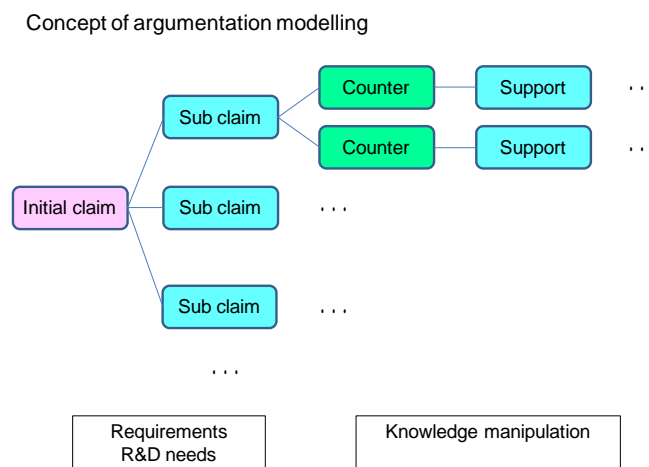 Concept of argumentation modelling
Counter
Support
. .
Sub claim
Counter
Support
. .
Initial claim
Sub claim
. . .
Sub claim
. . .
. . .
Requirements
R&D needs
Knowledge manipulation